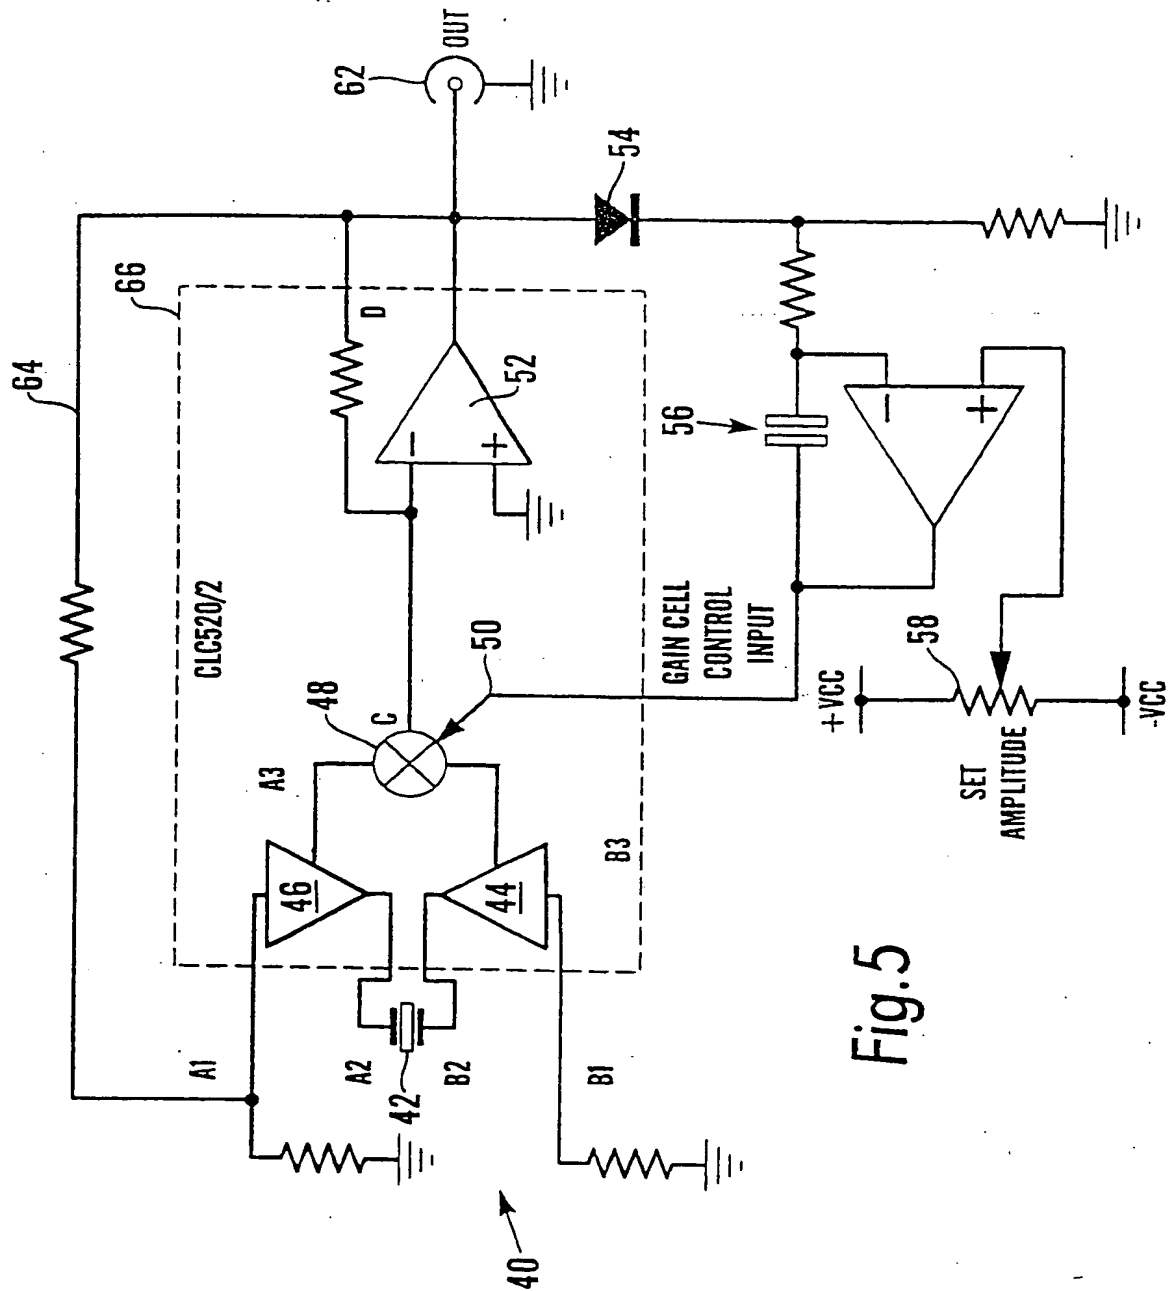 64
66
CLC520/2
62
OUT
D
52
54
48
C
A3
46
50
44
B3
A1
A2
42
B2
B1
40
56
GAIN CELL
CONTROL
INPUT
58
+VCC
-VCC
SET
AMPLITUDE
Fig.5